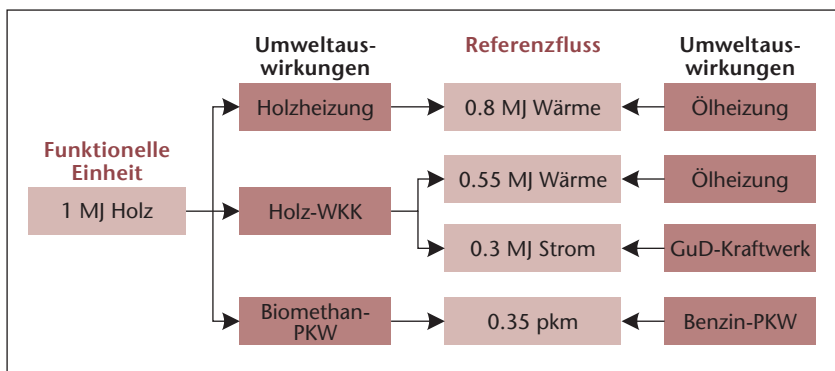 Umweltaus-
wirkungen
Referenzfluss
Umweltaus-
wirkungen
Holzheizung
0.8 MJ Wärme
Ölheizung
Funktionelle
Einheit
1 MJ Holz
0.55 MJ Wärme
Ölheizung
Holz-WKK
0.3 MJ Strom
GuD-Kraftwerk
Biomethan-
PKW
0.35 pkm
Benzin-PKW